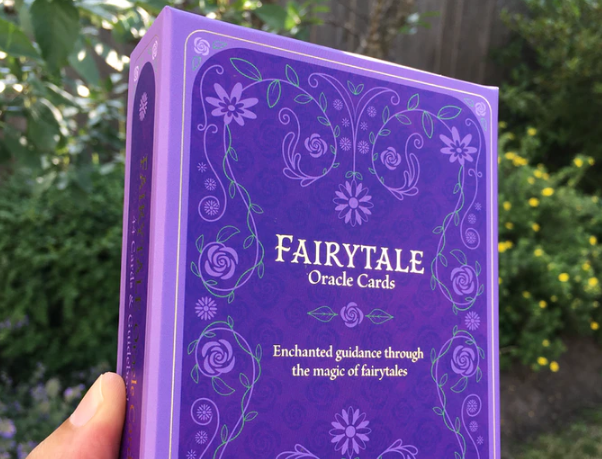 FAIRYTALE
Oracle Cards
Enchanted guidance through
the magic of fairytales